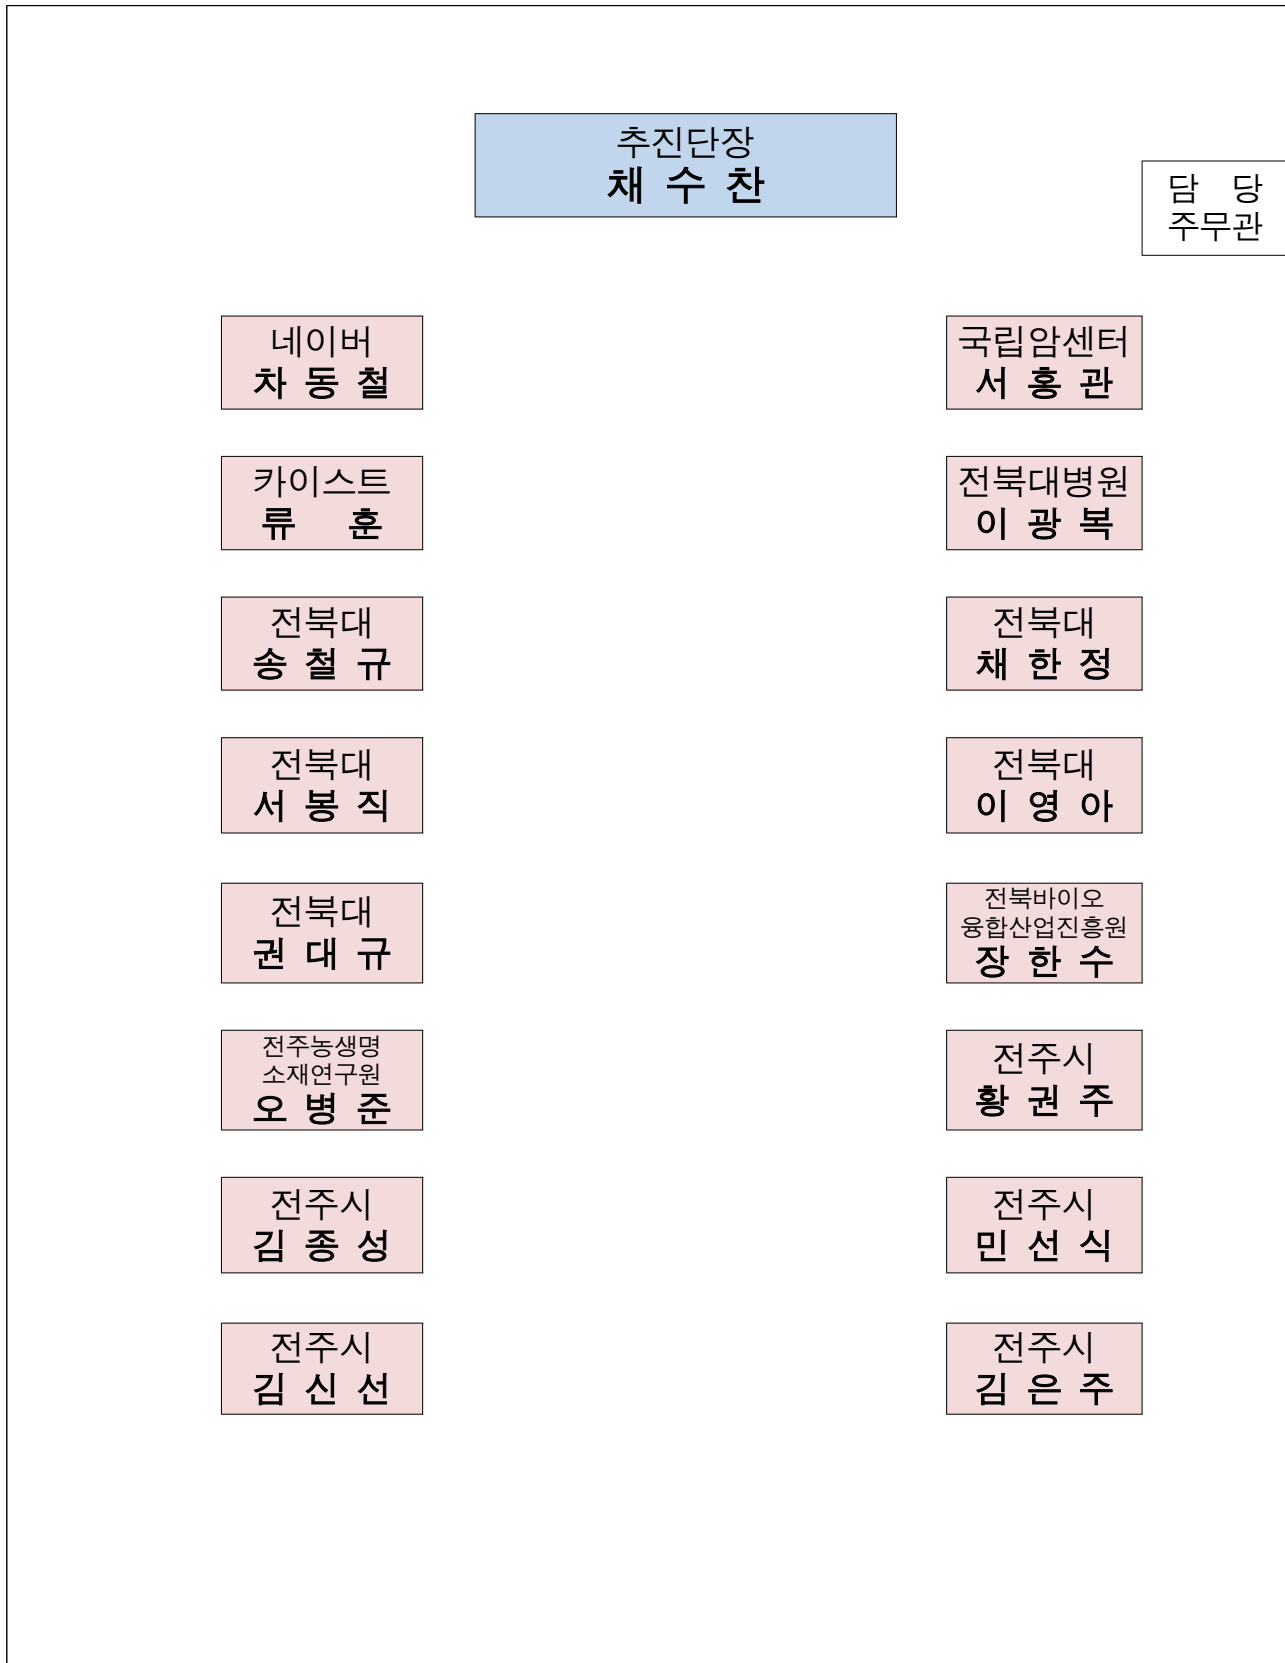 추진단장
채 수 찬
담 당
주무관
네이버
차 동 철
국립암센터
서 홍 관
카이스트
류 훈
전북대병원
이 광 복
전북대
송 철 규
전북대
채 한 정
전북대
서 봉 직
전북대
이 영 아
전북대
권 대 규
전북바이오
융합산업진흥원
장 한 수
전주농생명
소재연구원
오 병 준
전주시
황 권 주
전주시
김 종 성
전주시
민 선 식
전주시
김 신 선
전주시
김 은 주